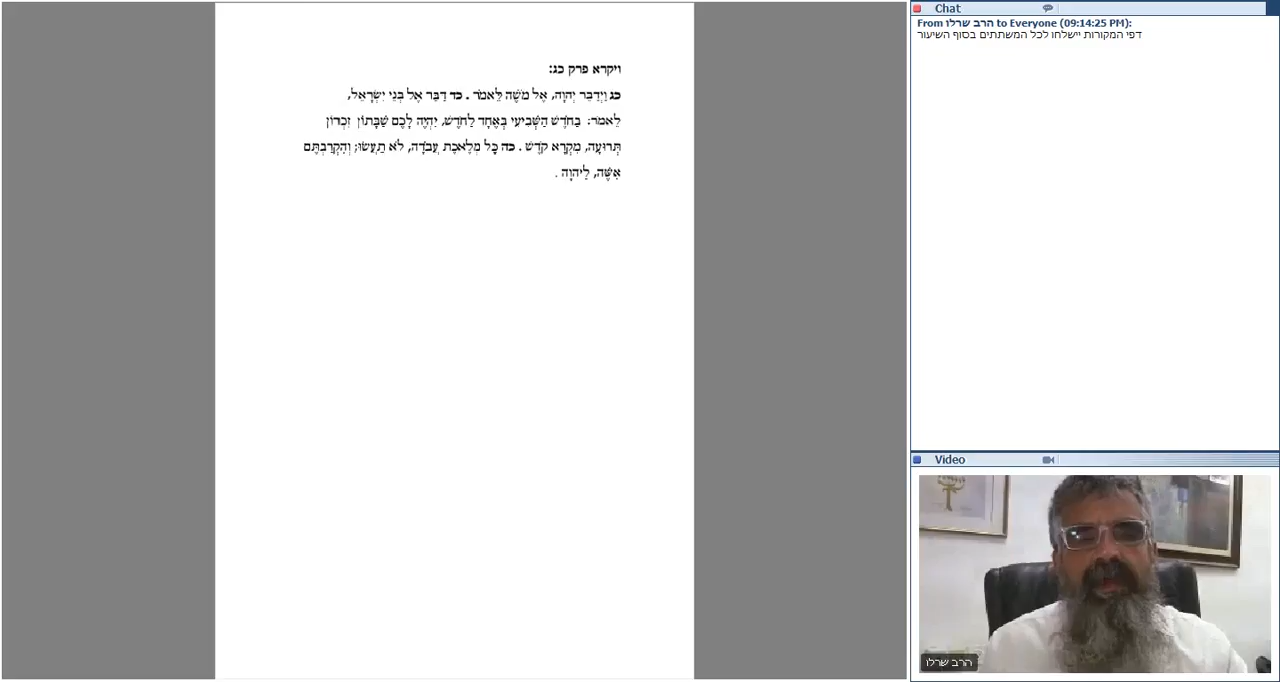 ויקרא פרק כג:
כג וַיְדַבֵּר יְהוָה, אֶל מֹשֶׁה לֵּאמֹר . כד דַּבֵּר אֶל בְּנֵי יִשְׂרָאֵל,
לֵאמֹר: בַּחֹדֶשׁ הַשְּׁבִיעִי בְּאֶחָד לַחֹדֶשׁ, יִהְיֶה לָכֶם שַׁבָּתוֹן זִכְרוֹן
תְּרוּעָה, מִקְרָא קֹדֶשׁ . כה כָּל מְלֶאכֶת עֲבֹדָה, לֹא תַעֲשׂוּ; וְהִקְרַבְתֶּם
אִשֶּׁה, לַיהוָה .
Chat
From הרב שרלו to Everyone (09:14:25 PM):
דפי המקורות יישלחו לכל המשתתים בסוף השיעור
Video
הרב שרלו